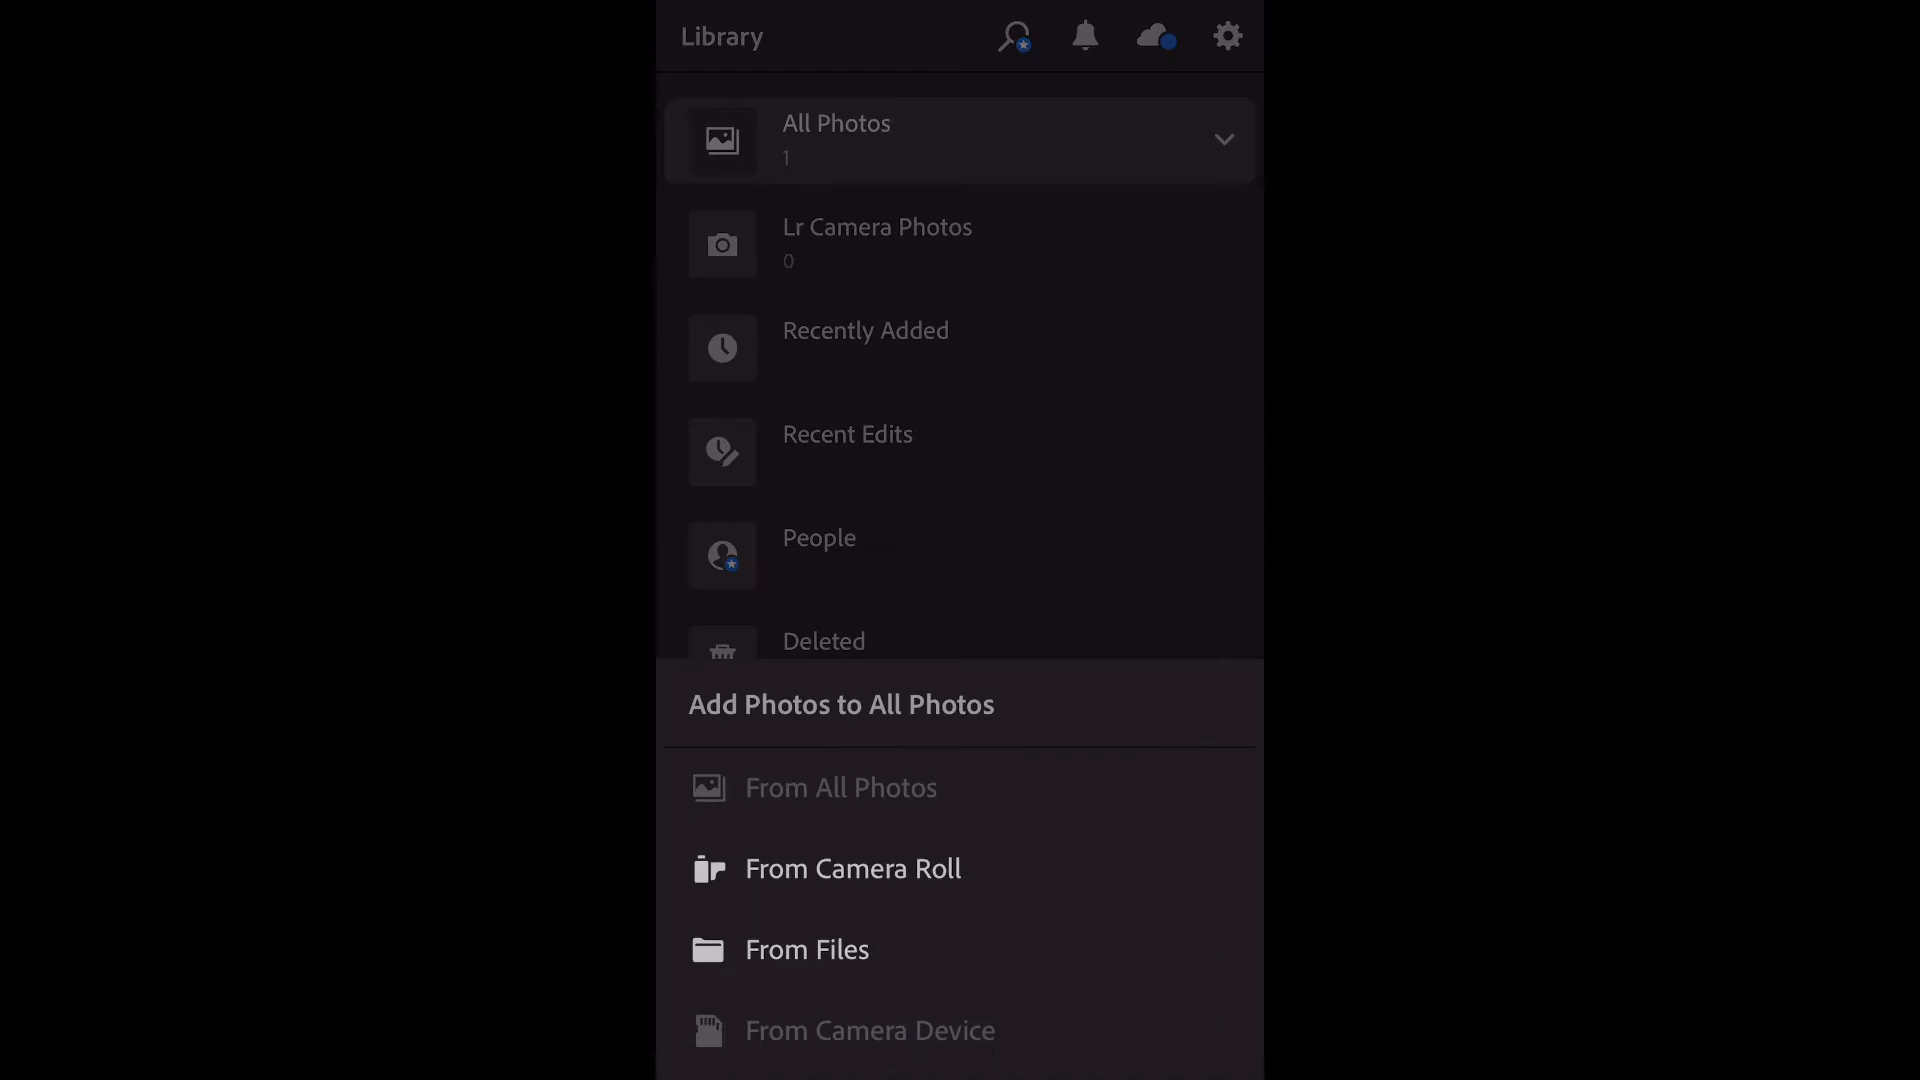 Library
All Photos
1
Lr Camera Photos
0
Recently Added
Recent Edits
People
Deleted
Add Photos to All Photos
From All Photos
From Camera Roll
From Files
From Camera Device